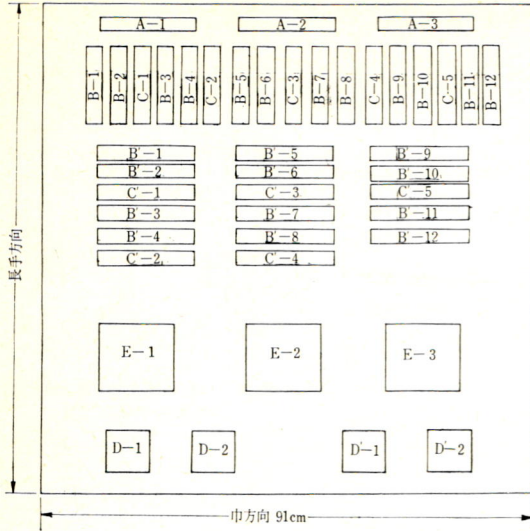 A—1 A—2 A—3
B—1 B—2 C—1 B—3 B—4 C—2 B—5 B—6 C—3 B—7 B—8 C—4 B—9 B—10 C—5 B—11 B—12
B′—1 B′—5 B′—9
B′—2 B′—6 B′—10
C′—1 C′—3 C′—5
B′—3 B′—7 B′—11
B′—4 B′—8 B′—12
C′—2 C′—4
長手方向
E—1 E—2 E—3
D—1 D—2 D′—1 D′—2
巾方向 91cm